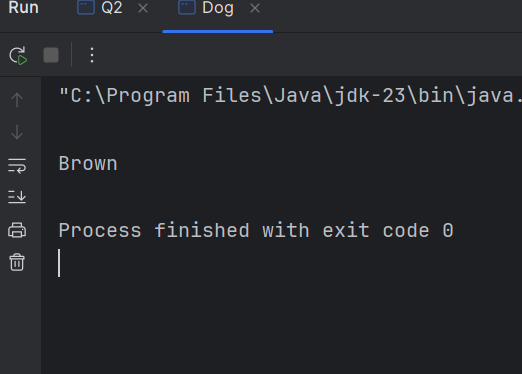 Run Q2 Dog
"C:\Program Files\Java\jdk-23\bin\java.
Brown
Process finished with exit code 0